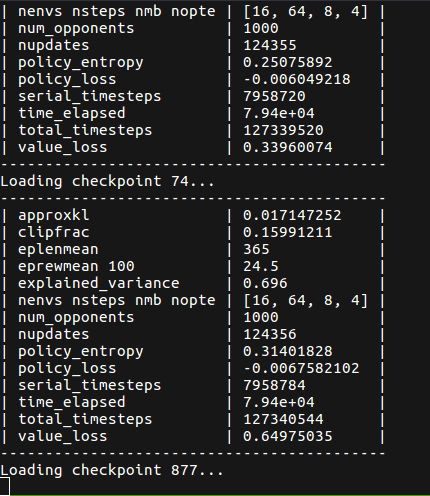 | nenvs nsteps nmb nopte | [16, 64, 8, 4] |
| num_opponents | 1000 |
| nupdates | 124355 |
| policy_entropy | 0.25075892 |
| policy_loss | -0.006049218 |
| serial_timesteps | 7958720 |
| time_elapsed | 7.94e+04 |
| total_timesteps | 127339520 |
| value_loss | 0.33960074 |
---------------------------------------------
Loading checkpoint 74...
---------------------------------------------
| approxkl | 0.017147252 |
| clipfrac | 0.15991211 |
| eplenmean | 365 |
| eprewmean 100 | 24.5 |
| explained_variance | 0.696 |
| nenvs nsteps nmb nopte | [16, 64, 8, 4] |
| num_opponents | 1000 |
| nupdates | 124356 |
| policy_entropy | 0.31401828 |
| policy_loss | -0.0067582102 |
| serial_timesteps | 7958784 |
| time_elapsed | 7.94e+04 |
| total_timesteps | 127340544 |
| value_loss | 0.64975035 |
---------------------------------------------
Loading checkpoint 877...